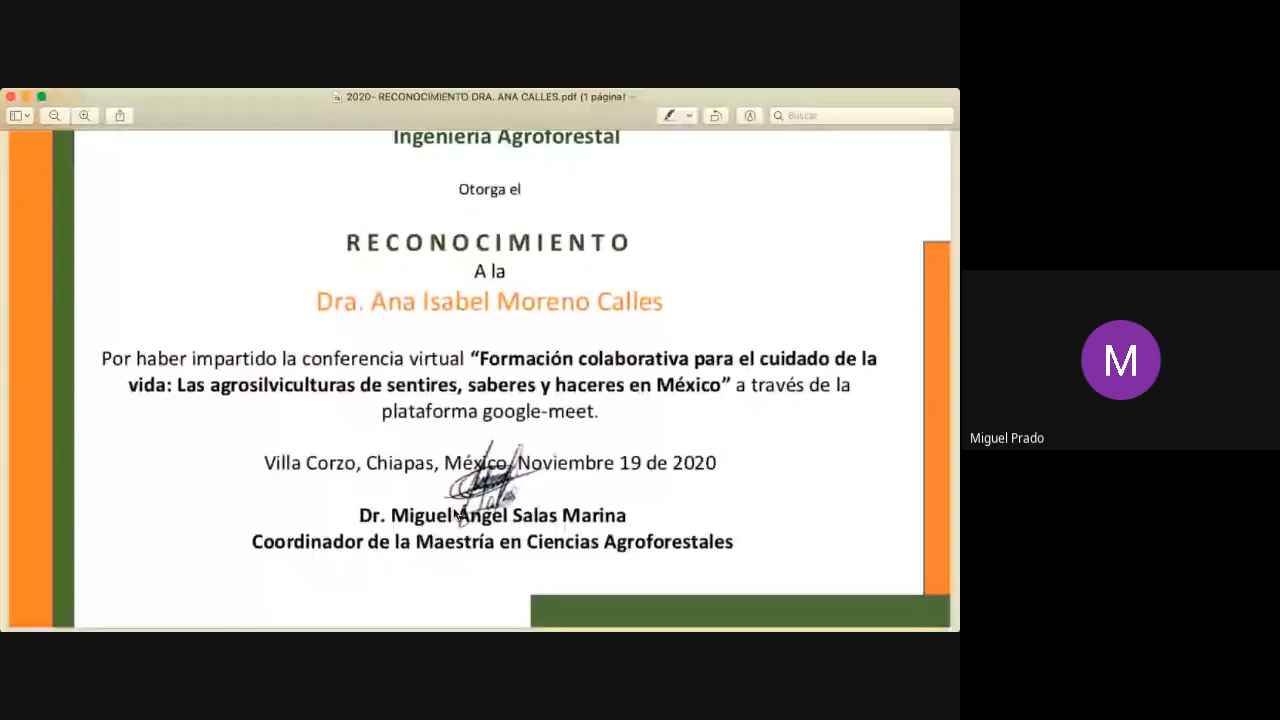 2020- RECONOCIMIENTO DRA. ANA CALLES.pdf (1 página)
Buscar
Ingeniería Agroforestal
Otorga el
RECONOCIMIENTO
A la
Dra. Ana Isabel Moreno Calles
Por haber impartido la conferencia virtual “Formación colaborativa para el cuidado de la
vida: Las agrosilviculturas de sentires, saberes y haceres en México” a través de la
plataforma google-meet.
Villa Corzo, Chiapas, México, Noviembre 19 de 2020
Dr. Miguel Ángel Salas Marina
Coordinador de la Maestría en Ciencias Agroforestales
M
Miguel Prado